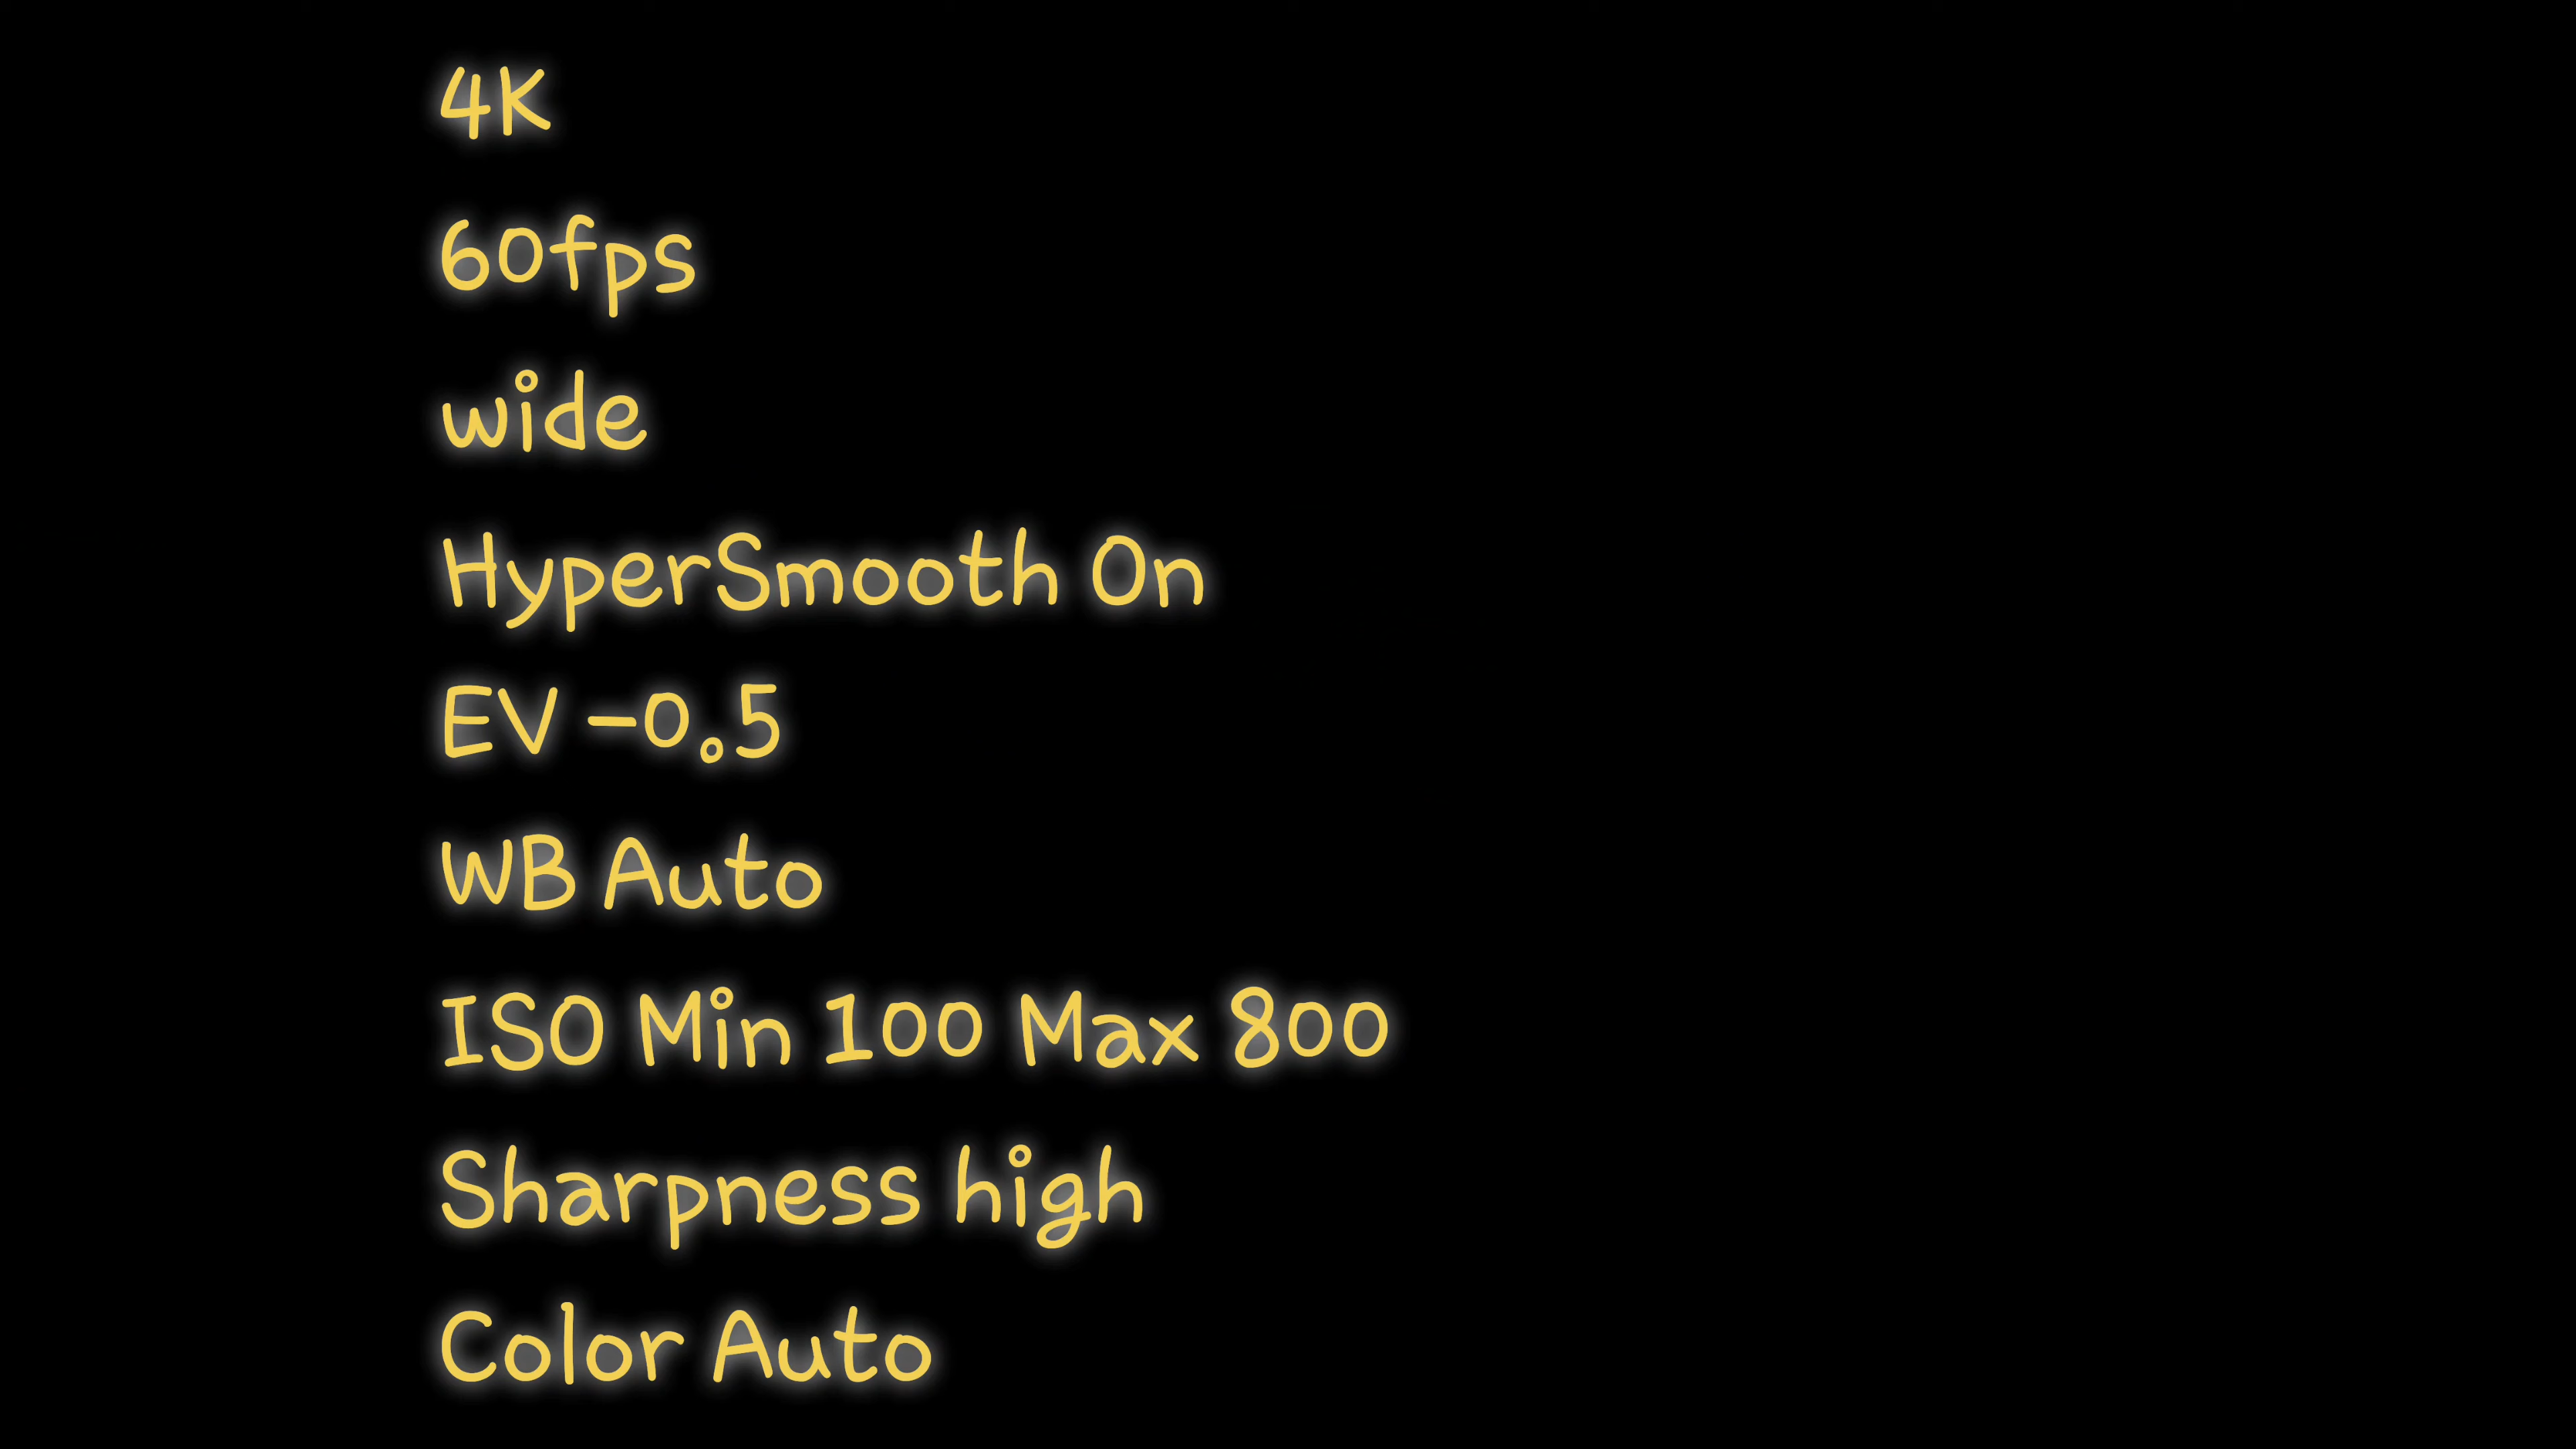 4K
60fps
wide
HyperSmooth On
EV -0.5
WB Auto
ISO Min 100 Max 800
Sharpness high
Color Auto